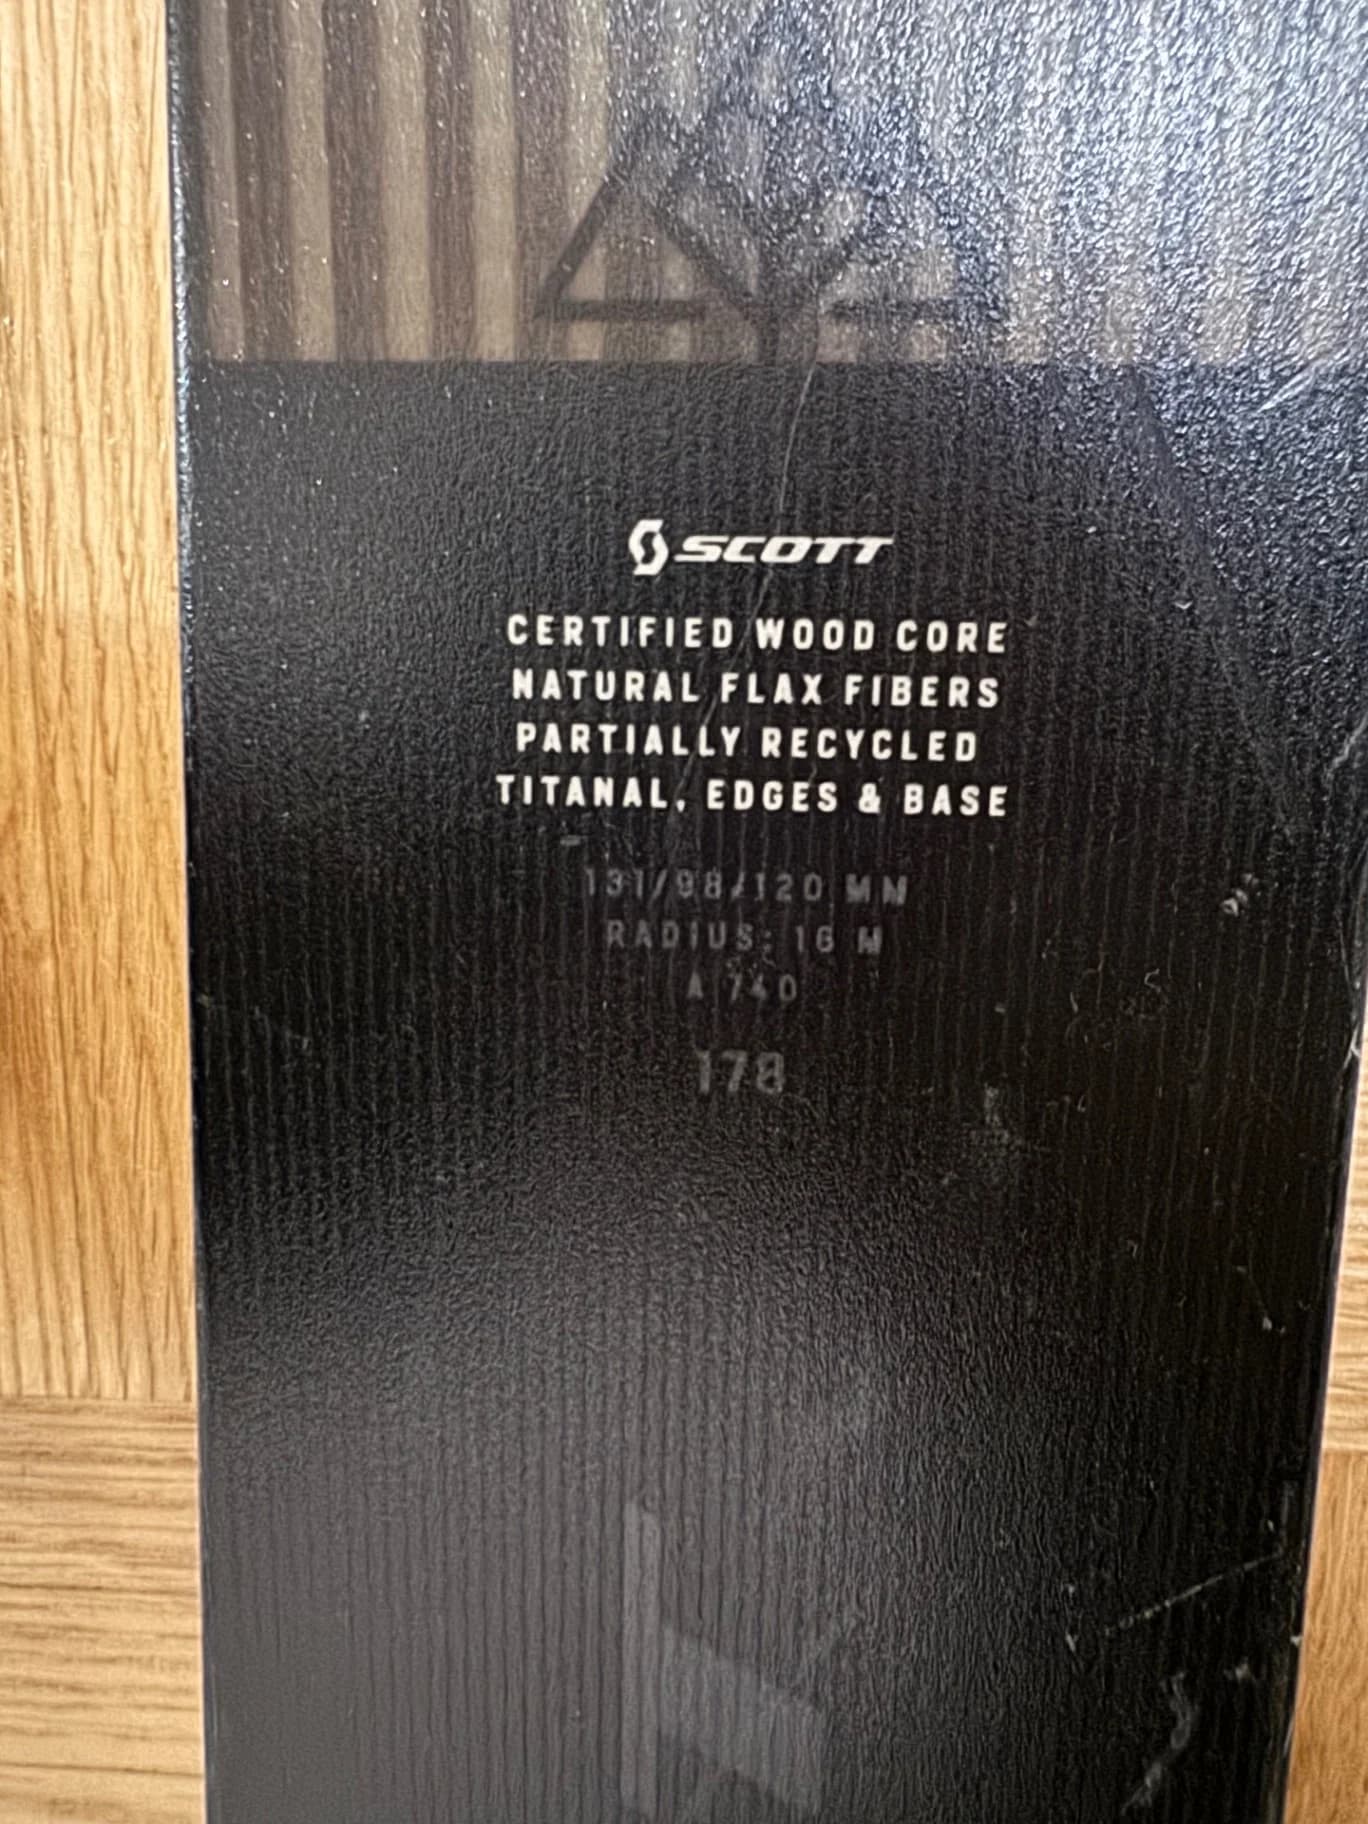 SCOTT
CERTIFIED WOOD CORE
NATURAL FLAX FIBERS
PARTIALLY RECYCLED
TITANAL, EDGES & BASE
131/98/120 MM
RADIUS: 16 M
A 740
178